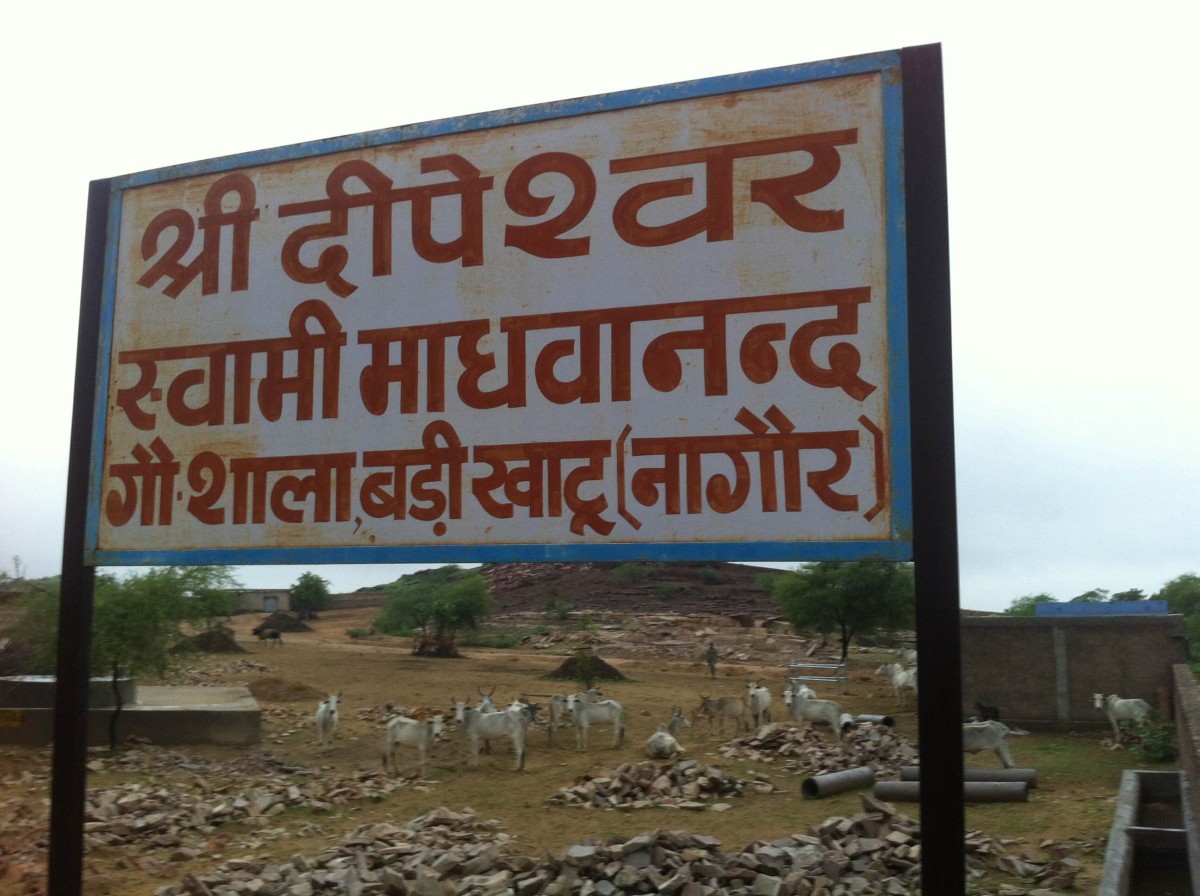 श्री दीपेश्वर
स्वामी माधवानन्द
गौ-शाला, बड़ी खाटू (नागौर)